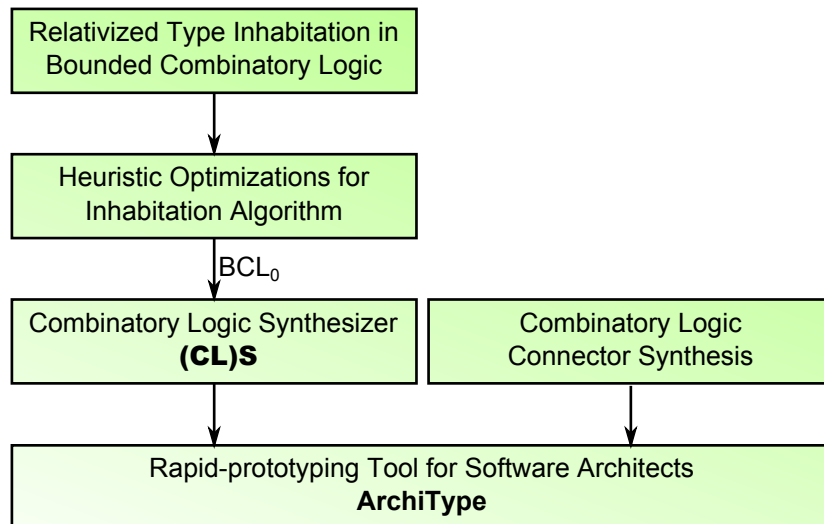 Relativized Type Inhabitation in
Bounded Combinatory Logic
Heuristic Optimizations for
Inhabitation Algorithm
BCL₀
Combinatory Logic Synthesizer
(CL)S
Combinatory Logic
Connector Synthesis
Rapid-prototyping Tool for Software Architects
ArchiType